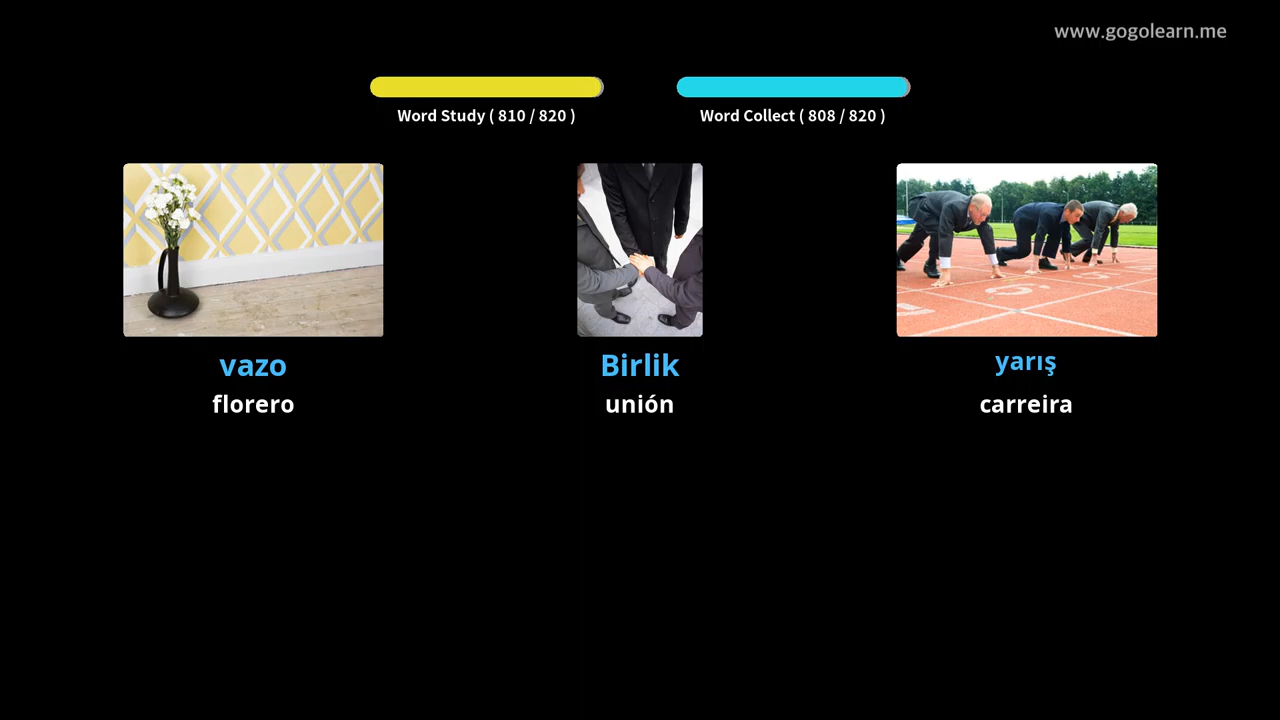 www.gogolearn.me
Word Study ( 810 / 820 )
Word Collect ( 808 / 820 )
vazo
florero
Birlik
unión
yarış
carreira